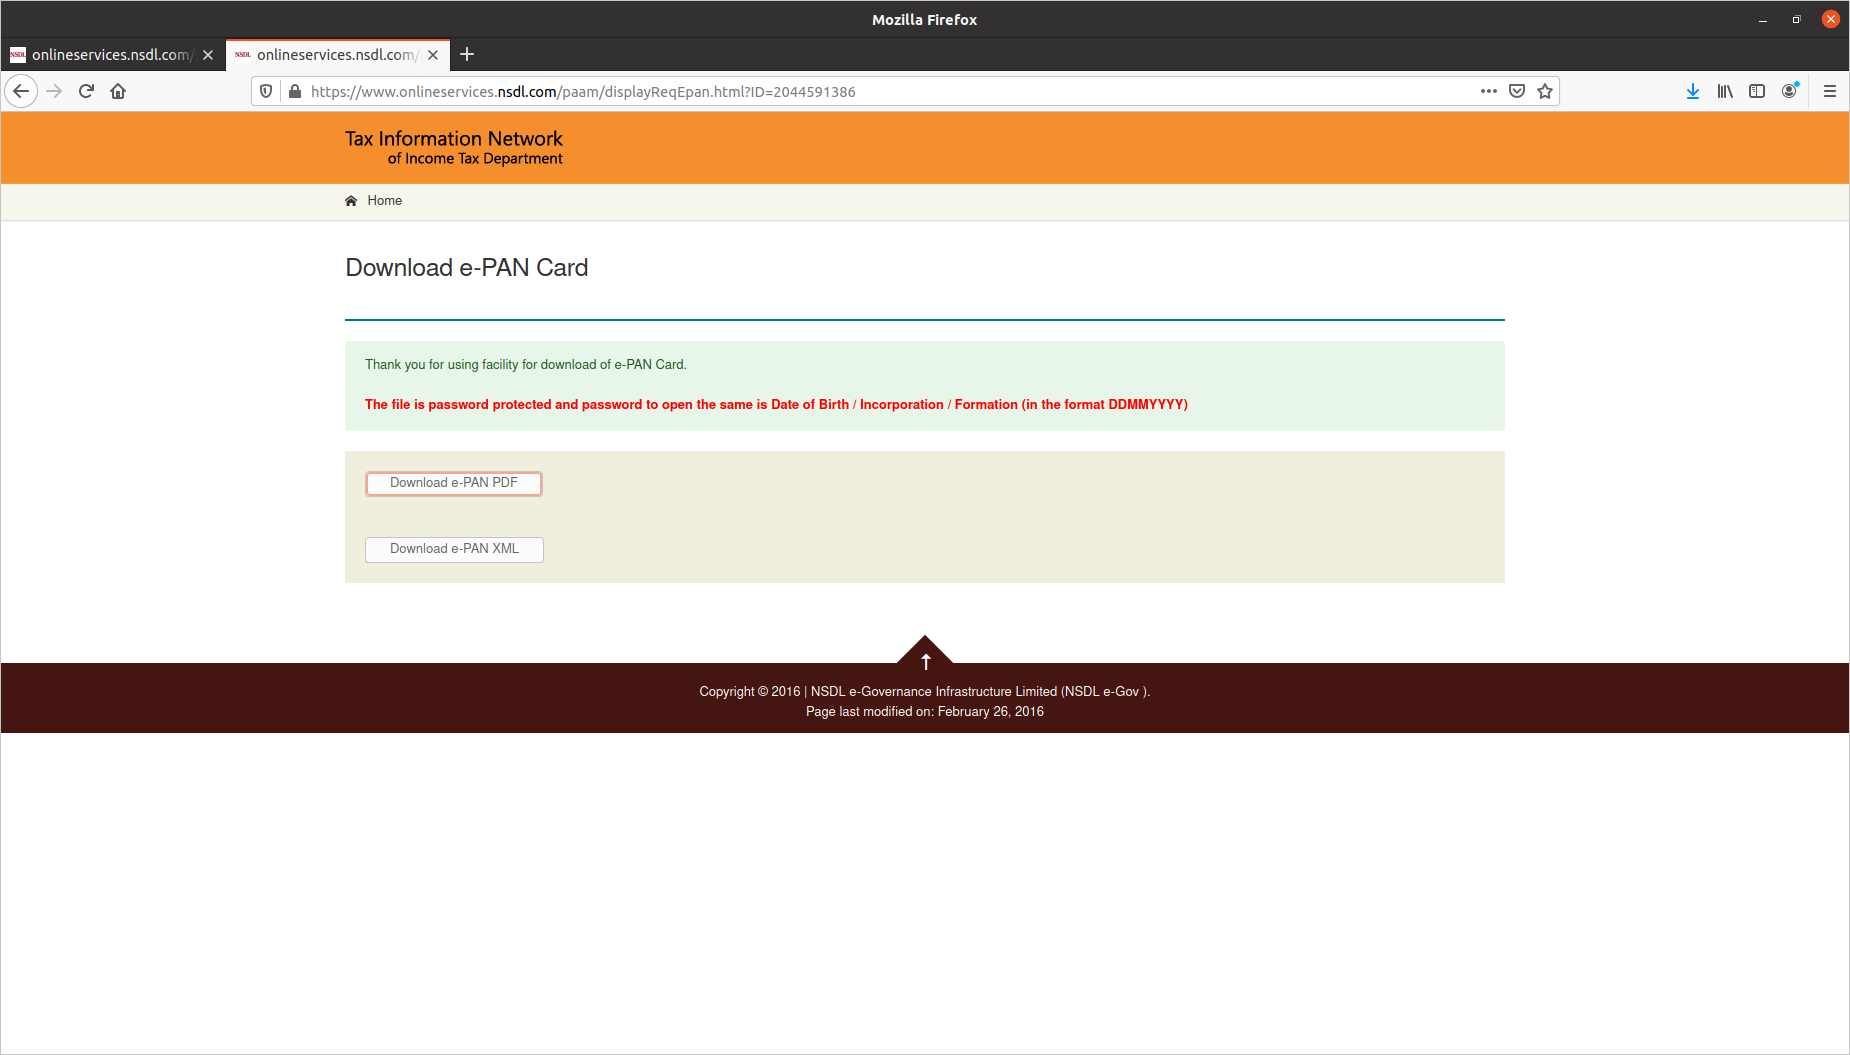 Mozilla Firefox
NSDL onlineservices.nsdl.com/
NSDL onlineservices.nsdl.com/
https://www.onlineservices.nsdl.com/paam/displayReqEpan.html?ID=2044591386
Tax Information Network
of Income Tax Department
Home
Download e-PAN Card
Thank you for using facility for download of e-PAN Card.
The file is password protected and password to open the same is Date of Birth / Incorporation / Formation (in the format DDMMYYYY)
Download e-PAN PDF
Download e-PAN XML
Copyright © 2016 | NSDL e-Governance Infrastructure Limited (NSDL e-Gov ).
Page last modified on: February 26, 2016